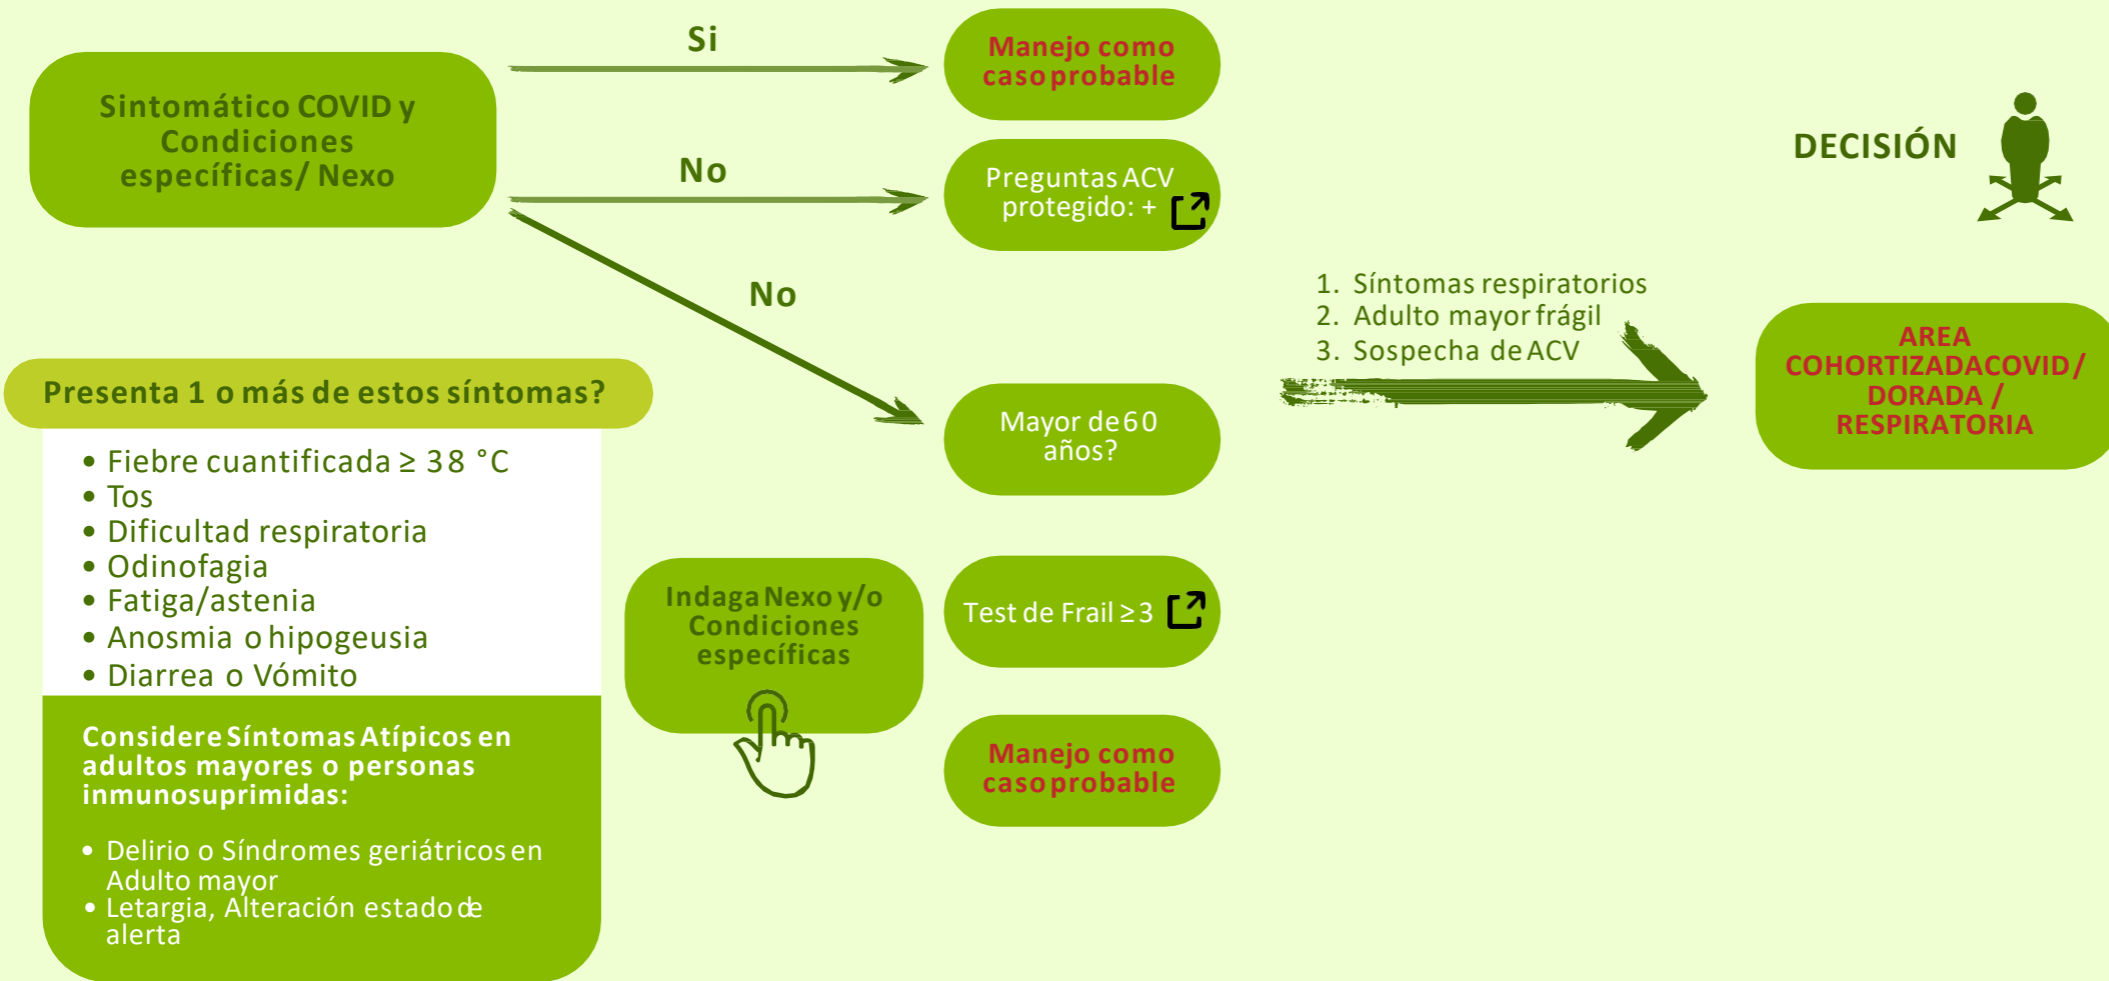 Sintomático COVID y
Condiciones
específicas/ Nexo
Si
Manejo como
caso probable
No
Preguntas ACV
protegido: +
No
Mayor de 60
años?
DECISIÓN
1. Síntomas respiratorios
2. Adulto mayor frágil
3. Sospecha de ACV
AREA
COHORTIZADACOVID/
DORADA /
RESPIRATORIA
Presenta 1 o más de estos síntomas?
• Fiebre cuantificada ≥ 38 °C
• Tos
• Dificultad respiratoria
• Odinofagia
• Fatiga/astenia
• Anosmia o hipogeusia
• Diarrea o Vómito
Considere Síntomas Atípicos en
adultos mayores o personas
inmunosuprimidas:
• Delirio o Síndromes geriátricos en
Adulto mayor
• Letargia, Alteración estado de
alerta
Indaga Nexo y/o
Condiciones
específicas
Test de Frail ≥3
Manejo como
caso probable